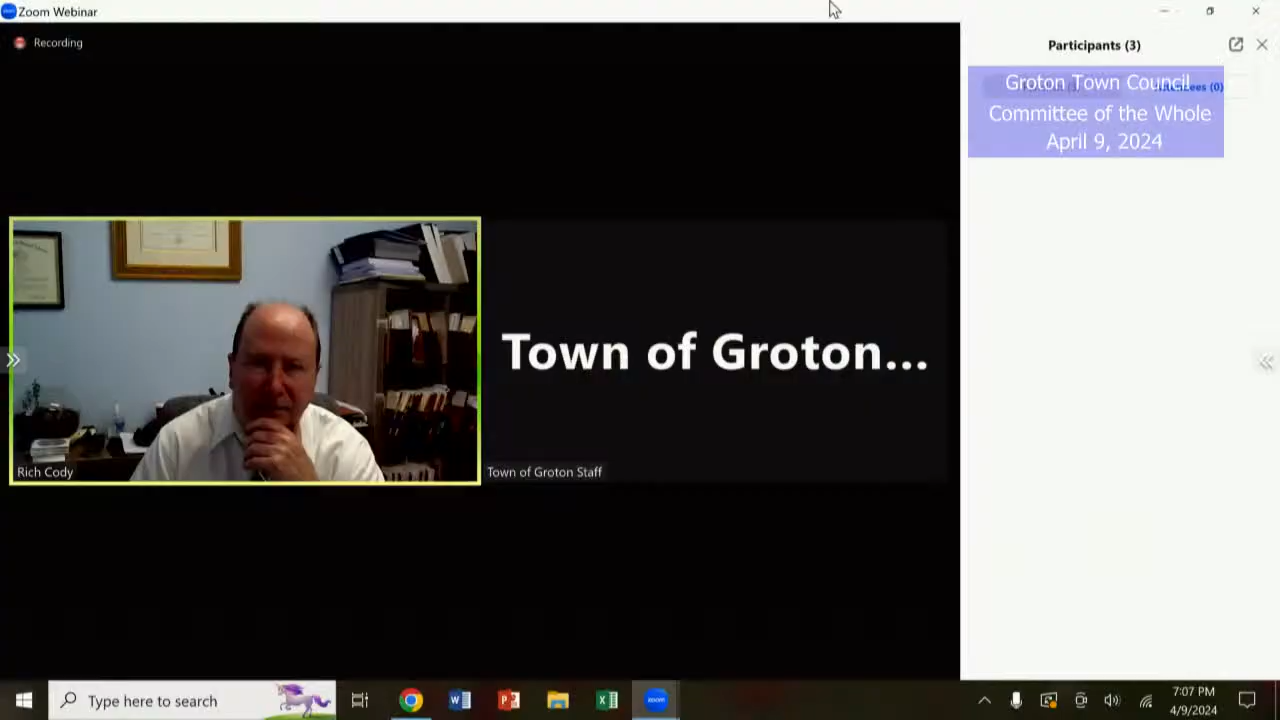 Zoom Webinar
Recording
Participants (3)
Groton Town Council
Committee of the Whole
April 9, 2024
Town of Groton...
Rich Cody
Town of Groton Staff
Type here to search
7:07 PM
4/9/2024